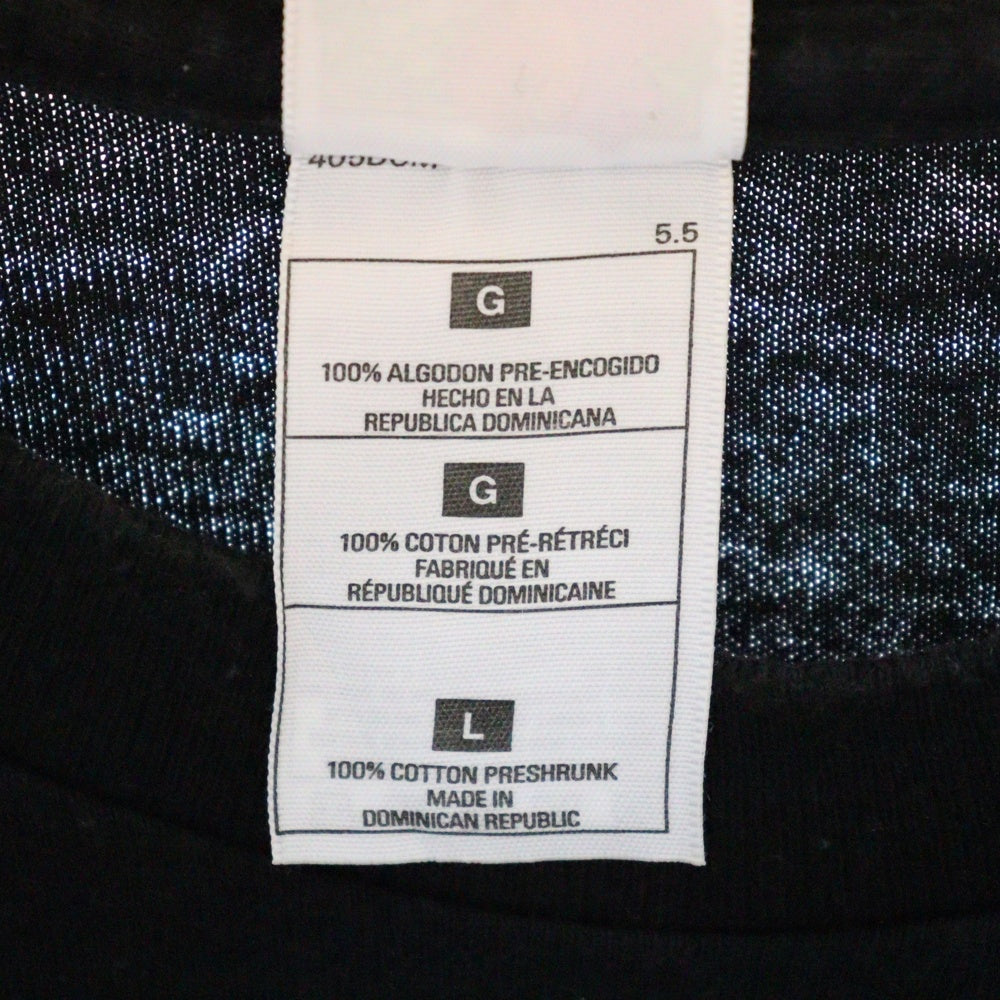 5.5
G
100% ALGODON PRE-ENCOGIDO
HECHO EN LA
REPUBLICA DOMINICANA
G
100% COTON PRÉ-RÉTRÉCI
FABRIQUÉ EN
RÉPUBLIQUÉ DOMINICAINE
L
100% COTTON PRESHRUNK
MADE IN
DOMINICAN REPUBLIC